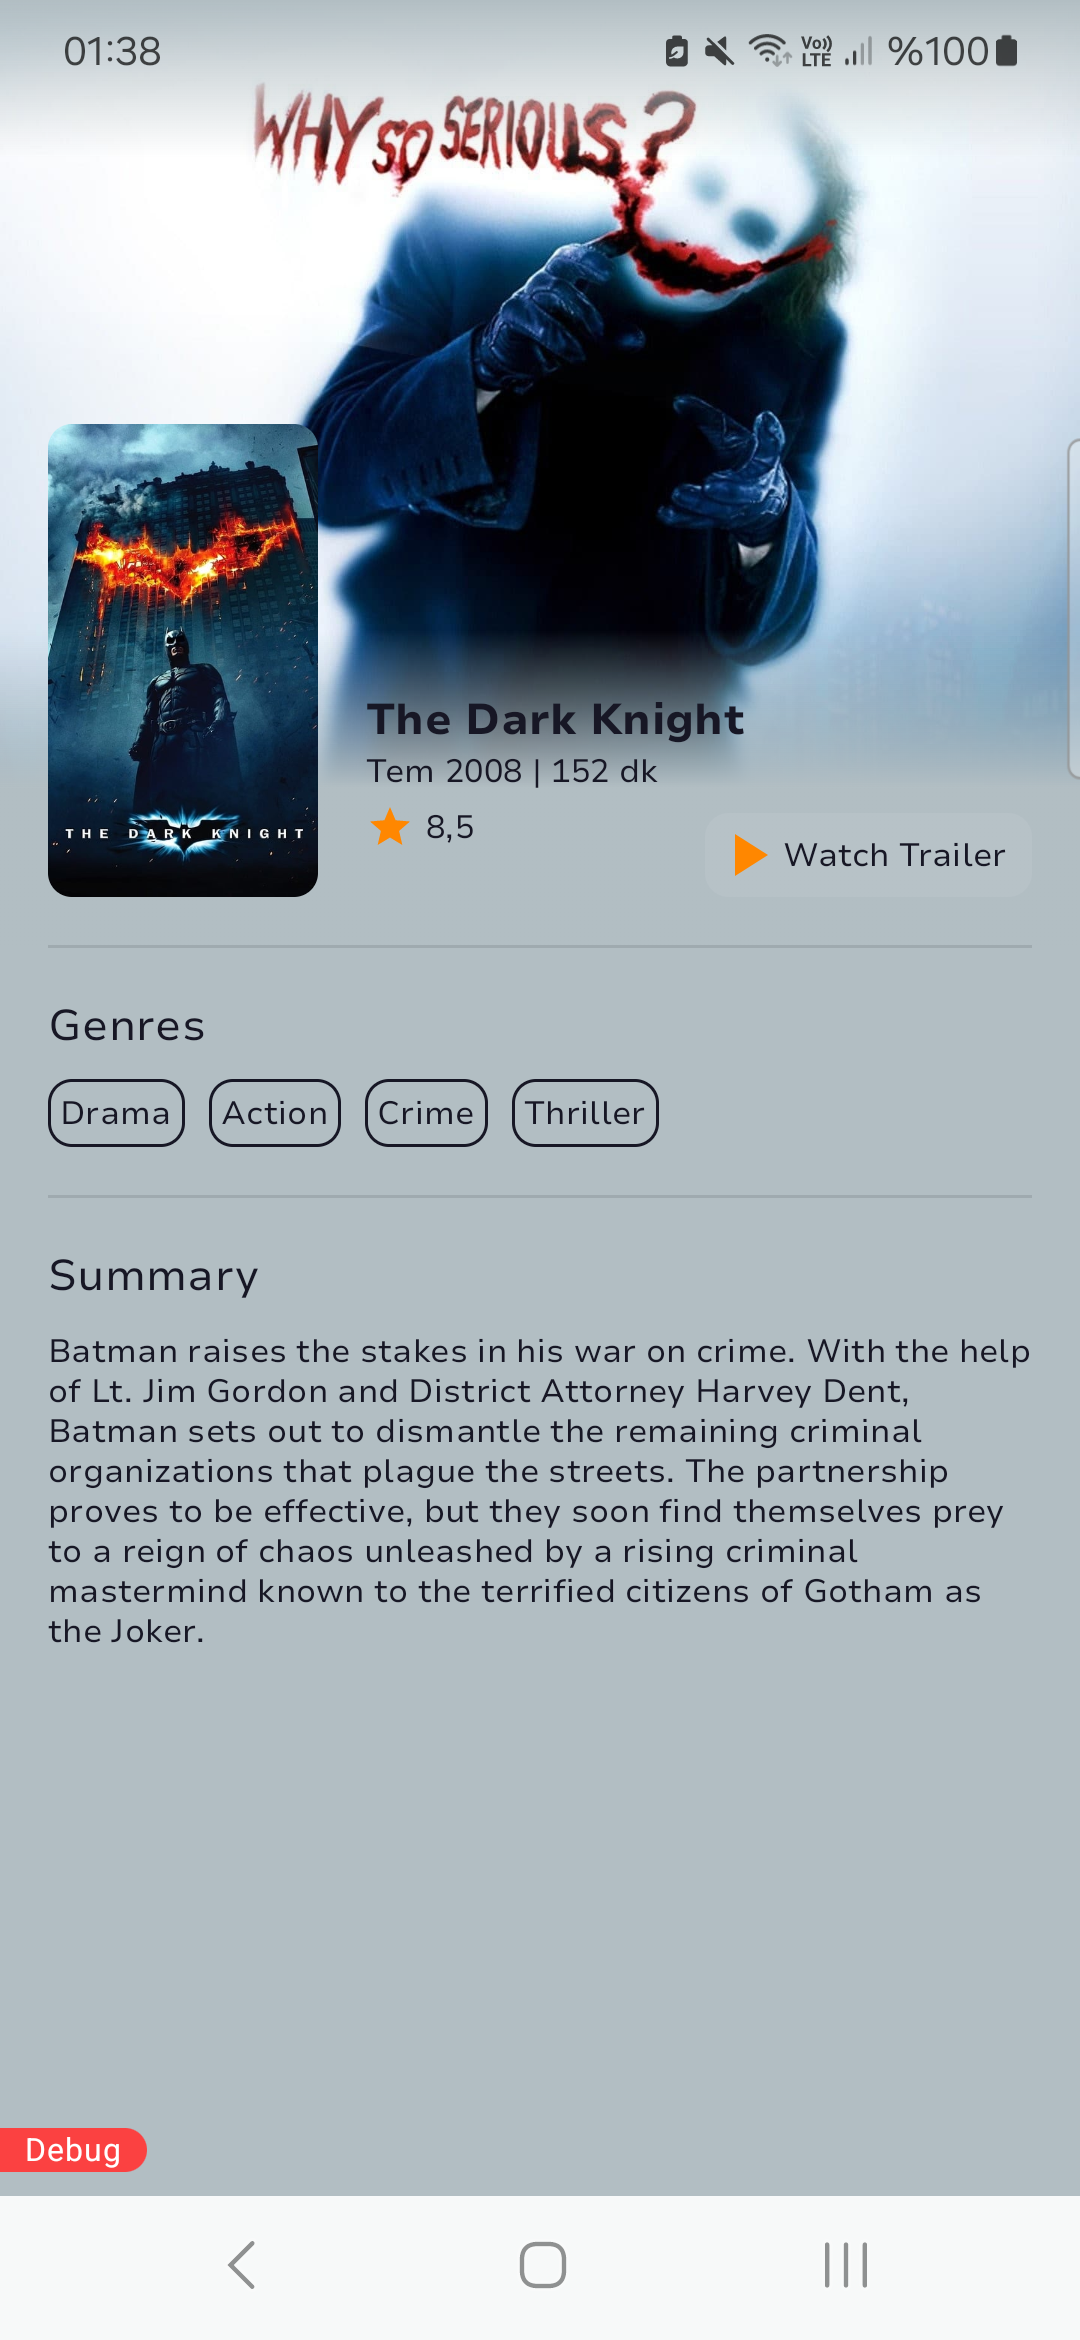 01:38
Vo)) LTE %100
WHY SO SERIOUS?
THE DARK KNIGHT
The Dark Knight
Tem 2008 | 152 dk
8,5
Watch Trailer
Genres
Drama Action Crime Thriller
Summary
Batman raises the stakes in his war on crime. With the help
of Lt. Jim Gordon and District Attorney Harvey Dent,
Batman sets out to dismantle the remaining criminal
organizations that plague the streets. The partnership
proves to be effective, but they soon find themselves prey
to a reign of chaos unleashed by a rising criminal
mastermind known to the terrified citizens of Gotham as
the Joker.
Debug